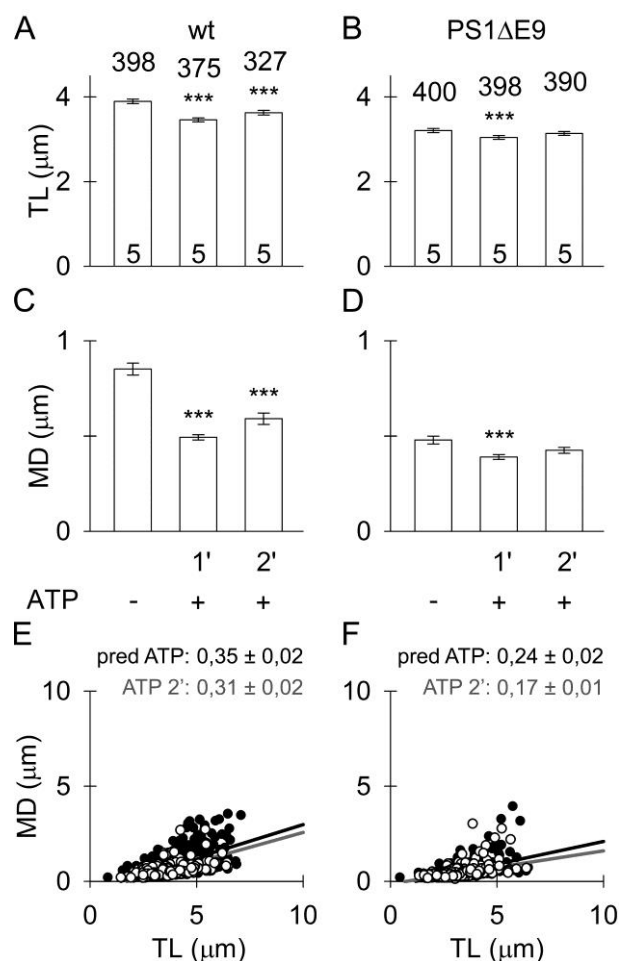 A wt B PS1ΔE9
398 375 327 400 398 390
*** *** ***
4 4
TL (μm)
2 2
0 5 5 5 0 5 5 5
C D
1 1
*** *** ***
MD (μm)
0 0
1' 2' 1' 2'
ATP - + + - + +
E F
pred ATP: 0,35 ± 0,02 pred ATP: 0,24 ± 0,02
ATP 2’: 0,31 ± 0,02 ATP 2’: 0,17 ± 0,01
10 10
MD (μm)
5 5
0 0
0 5 10 0 5 10
TL (μm) TL (μm)